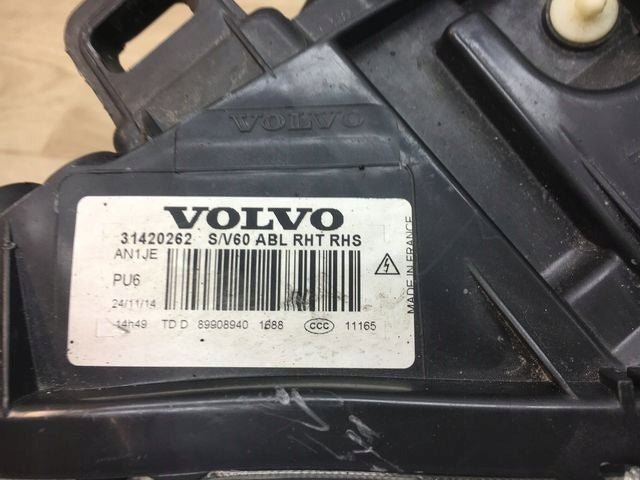 VOLVO
VOLVO
31420262 S/V60 ABL RHT RHS
AN1JE
PU6
24/11/14
14h49 TD D 89908940 1688 CCC 11165
MADE IN FRANCE